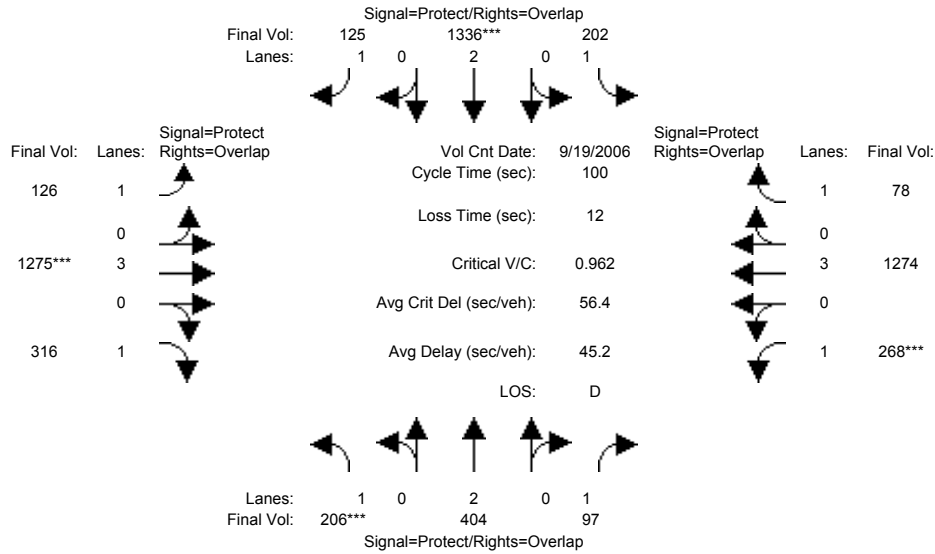 Signal=Protect/Rights=Overlap
Final Vol: 125 1336*** 202
Lanes: 1 0 2 0 1
Signal=Protect Signal=Protect
Final Vol: Lanes: Rights=Overlap Vol Cnt Date: 9/19/2006 Rights=Overlap Lanes: Final Vol:
Cycle Time (sec): 100
126 1 1 78
Loss Time (sec): 12
0 0
1275*** 3 Critical V/C: 0.962 3 1274
0 Avg Crit Del (sec/veh): 56.4 0
316 1 Avg Delay (sec/veh): 45.2 1 268***
LOS: D
Lanes: 1 0 2 0 1
Final Vol: 206*** 404 97
Signal=Protect/Rights=Overlap